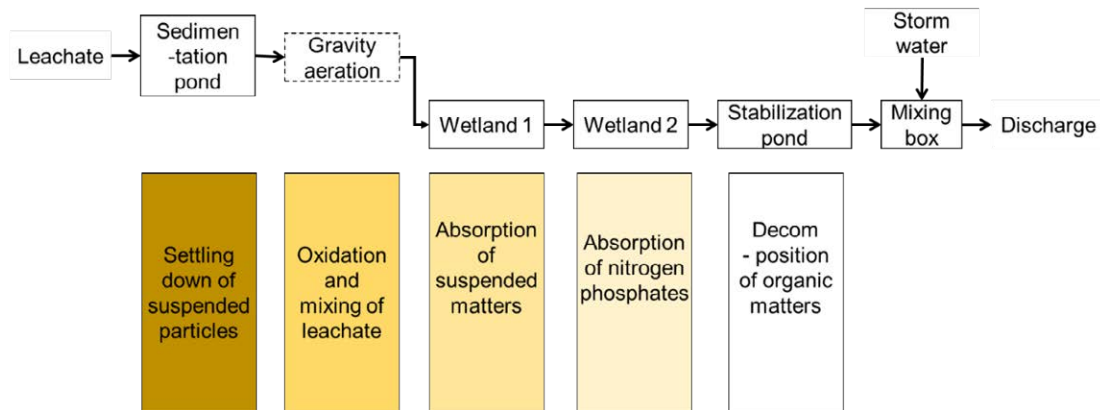 Leachate
Sedimen
-tation
pond
Gravity
aeration
Wetland 1
Wetland 2
Stabilization
pond
Storm
water
Mixing
box
Discharge
Settling
down of
suspended
particles
Oxidation
and
mixing of
leachate
Absorption
of
suspended
matters
Absorption
of nitrogen
phosphates
Decom
- position
of organic
matters